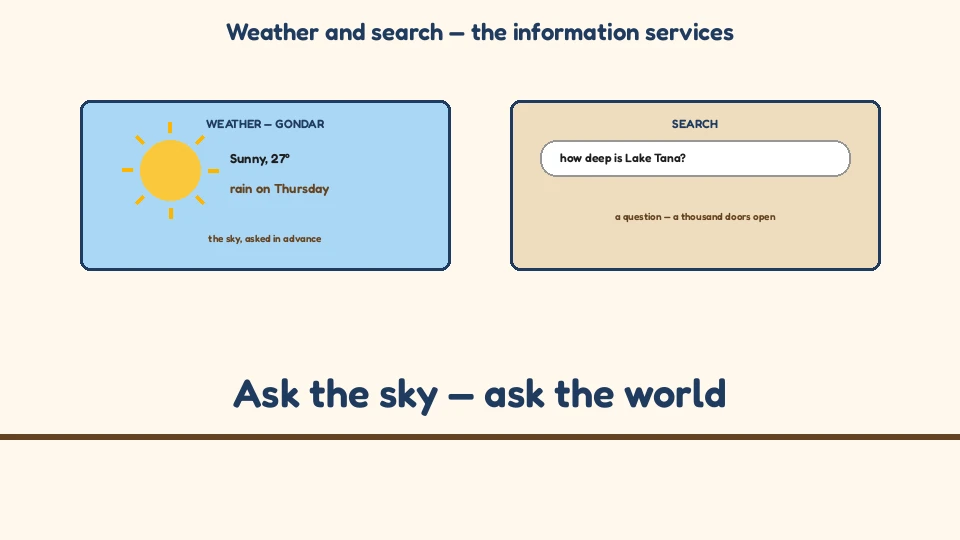 Weather and search — the information services
WEATHER — GONDAR
Sunny, 27°
rain on Thursday
the sky, asked in advance
SEARCH
how deep is Lake Tana?
a question — a thousand doors open
Ask the sky — ask the world